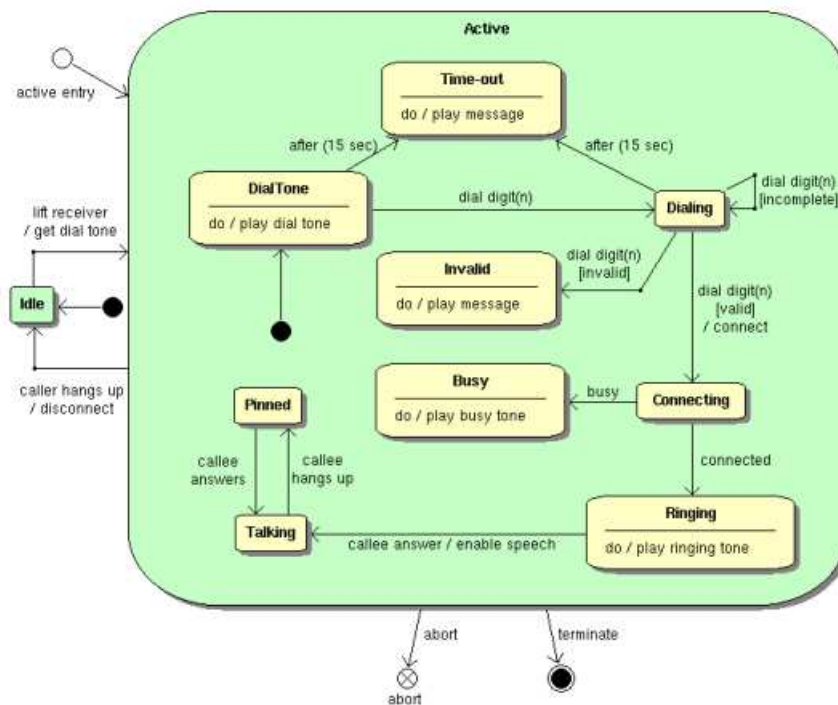 Active
active entry
Time-out
do / play message
after (15 sec)
after (15 sec)
DialTone
do / play dial tone
dial digit(n)
Dialing
dial digit(n)
[incomplete]
lift receiver
/ get dial tone
Idle
dial digit(n)
[invalid]
Invalid
do / play message
dial digit(n)
[valid]
/ connect
caller hangs up
/ disconnect
Busy
do / play busy tone
busy
Connecting
Pinned
callee
answers
callee
hangs up
connected
Talking
callee answer / enable speech
Ringing
do / play ringing tone
abort
terminate
abort